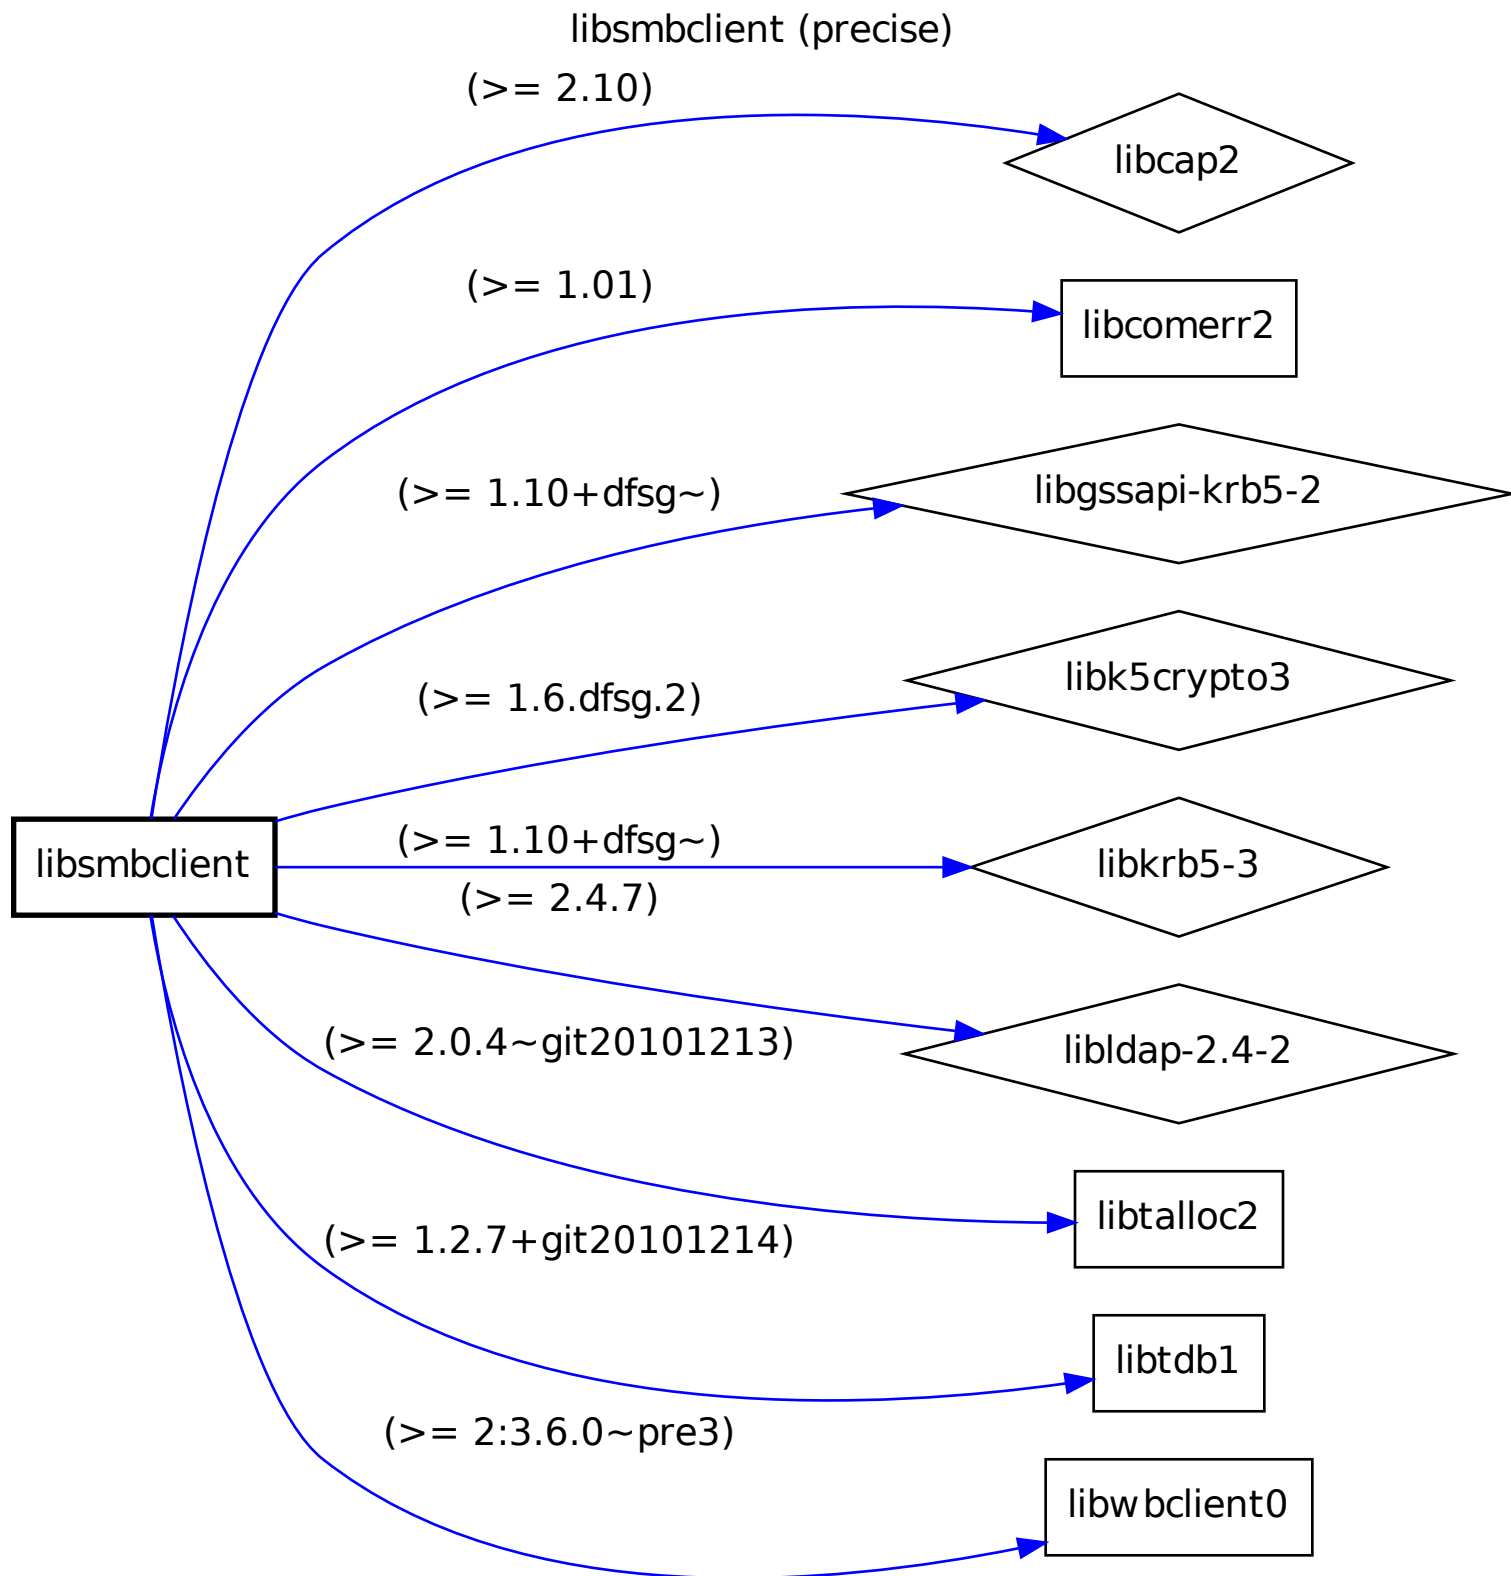 libsmbclient (precise)
(>= 2.10)
libcap2
(>= 1.01)
libcomerr2
(>= 1.10+dfsg~)
libgssapi-krb5-2
(>= 1.6.dfsg.2)
libk5crypto3
libsmbclient
(>= 1.10+dfsg~)
libkrb5-3
(>= 2.4.7)
libldap-2.4-2
(>= 2.0.4~git20101213)
libtalloc2
(>= 1.2.7+git20101214)
libtdb1
(>= 2:3.6.0~pre3)
libwbclient0